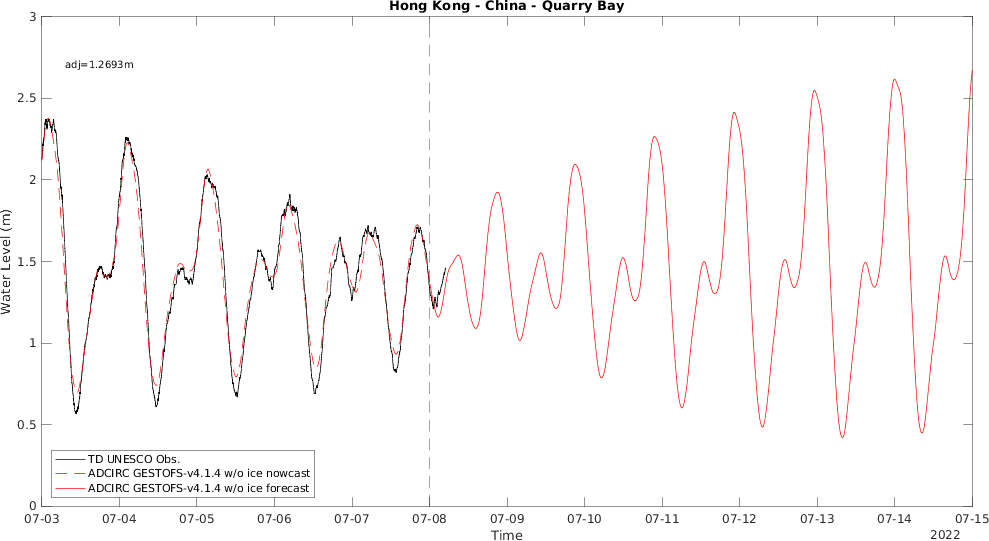 Hong Kong - China - Quarry Bay
adj=1.2693m
Water Level (m)
3
2.5
2
1.5
1
0.5
0
TD UNESCO Obs.
ADCIRC GESTOFS-v4.1.4 w/o ice nowcast
ADCIRC GESTOFS-v4.1.4 w/o ice forecast
07-03 07-04 07-05 07-06 07-07 07-08 07-09 07-10 07-11 07-12 07-13 07-14 07-15
Time
2022